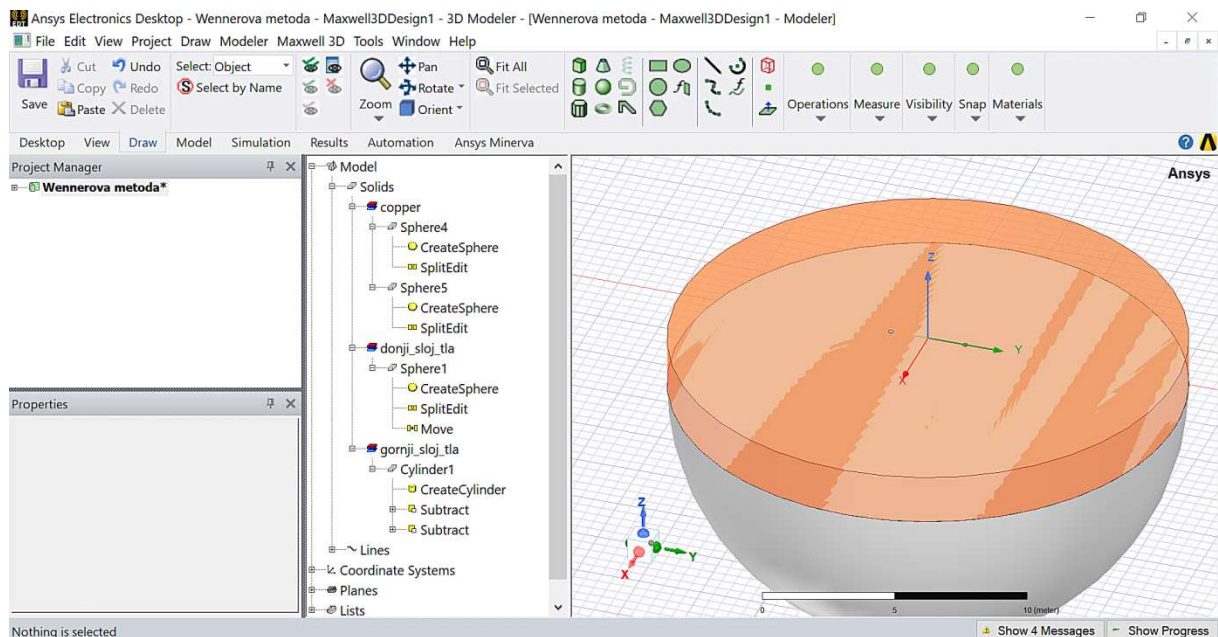 Ansys Electronics Desktop - Wennerova metoda - Maxwell3DDesign1 - 3D Modeler - [Wennerova metoda - Maxwell3DDesign1 - Modeler]
File Edit View Project Draw Modeler Maxwell 3D Tools Window Help
Save
Cut
Copy
Paste
Undo
Redo
Delete
Select: Object
Select by Name
Zoom
Pan
Rotate
Orient
Fit All
Fit Selected
Operations
Measure
Visibility
Snap
Materials
Desktop View Draw Model Simulation Results Automation Ansys Minerva
Project Manager
Wennerova metoda*
Properties
Model
Solids
copper
Sphere4
CreateSphere
SplitEdit
Sphere5
CreateSphere
SplitEdit
donji_sloj_tla
Sphere1
CreateSphere
SplitEdit
Move
gornji_sloj_tla
Cylinder1
CreateCylinder
Subtract
Subtract
Lines
Coordinate Systems
Planes
Lists
Ansys
Z
Y
X
Z
Y
X
0 5 10 (meter)
Nothing is selected
Show 4 Messages
Show Progress